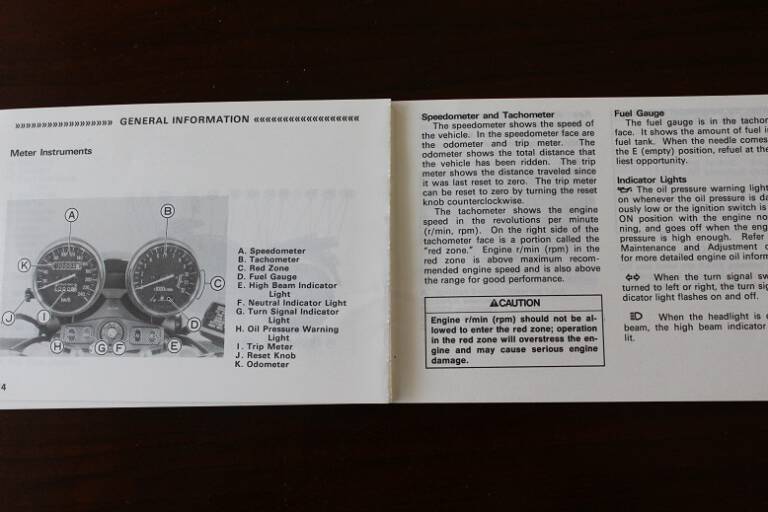 »»»»»»»»»»»»»»»»»» GENERAL INFORMATION ««««««««««««««««««
Meter Instruments
A
B
C
K
J
I
D
H
G
F
E
A. Speedometer
B. Tachometer
C. Red Zone
D. Fuel Gauge
E. High Beam Indicator
Light
F. Neutral Indicator Light
G. Turn Signal Indicator
Light
H. Oil Pressure Warning
Light
I. Trip Meter
J. Reset Knob
K. Odometer
4
Speedometer and Tachometer
The speedometer shows the speed of
the vehicle. In the speedometer face are
the odometer and trip meter. The
odometer shows the total distance that
the vehicle has been ridden. The trip
meter shows the distance traveled since
it was last reset to zero. The trip meter
can be reset to zero by turning the reset
knob counterclockwise.
The tachometer shows the engine
speed in the revolutions per minute
(r/min, rpm). On the right side of the
tachometer face is a portion called the
"red zone." Engine r/min (rpm) in the
red zone is above maximum recom-
mended engine speed and is also above
the range for good performance.
CAUTION
Engine r/min (rpm) should not be al-
lowed to enter the red zone; operation
in the red zone will overstress the en-
gine and may cause serious engine
damage.
Fuel Gauge
The fuel gauge is in the tachom
face. It shows the amount of fuel i
fuel tank. When the needle comes
the E (empty) position, refuel at the
liest opportunity.
Indicator Lights
The oil pressure warning light
on whenever the oil pressure is da
ously low or the ignition switch is
ON position with the engine no
ning, and goes off when the eng
pressure is high enough. Refer
Maintenance and Adjustment c
for more detailed engine oil inform
When the turn signal sw
turned to left or right, the turn sig
dicator light flashes on and off.
When the headlight is
beam, the high beam indicator
lit.